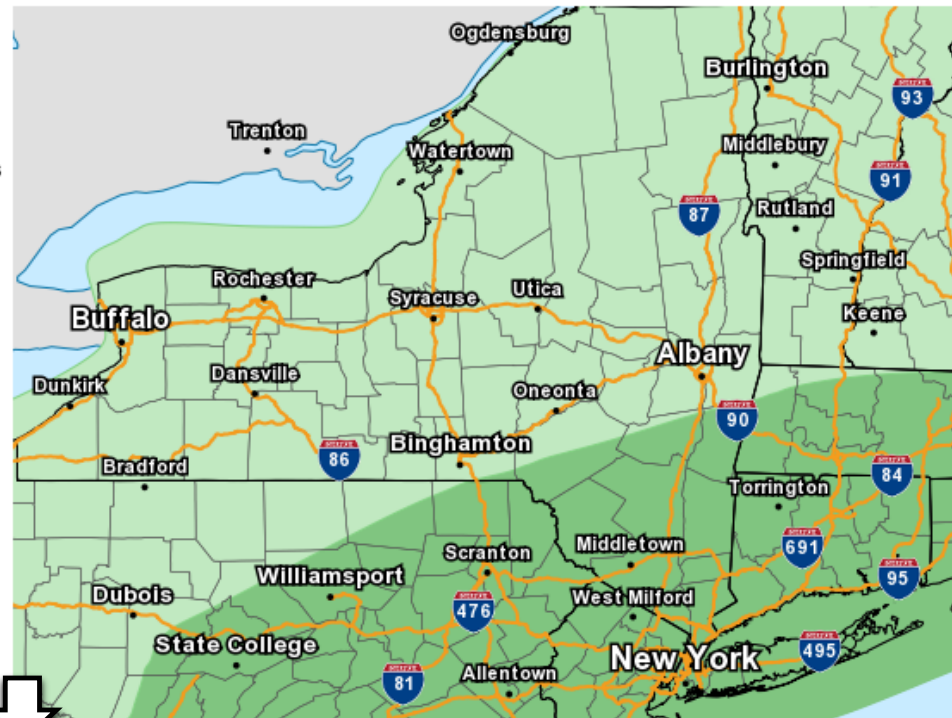 Ogdensburg
Burlington
93
Trenton
Middlebury
Watertown
91
87
Rutland
Springfield
Rochester
Utica
Syracuse
Keene
Buffalo
Albany
Dansville
Dunkirk
Oneonta
90
Binghamton
86
Bradford
84
Torrington
Middletown
691
Scranton
Williamsport
95
Dubois
West Milford
476
State College
New York
495
Allentown
81